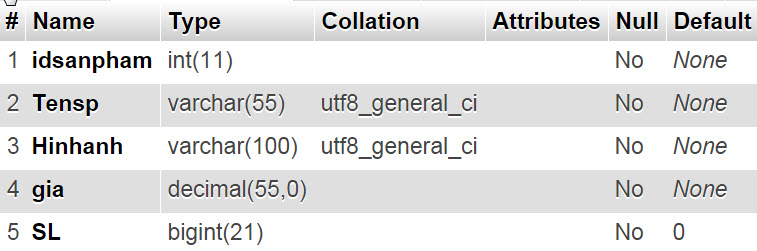 # Name Type Collation Attributes Null Default
1 idsanpham int(11) No None
2 Tensp varchar(55) utf8_general_ci No None
3 Hinhanh varchar(100) utf8_general_ci No None
4 gia decimal(55,0) No None
5 SL bigint(21) No 0